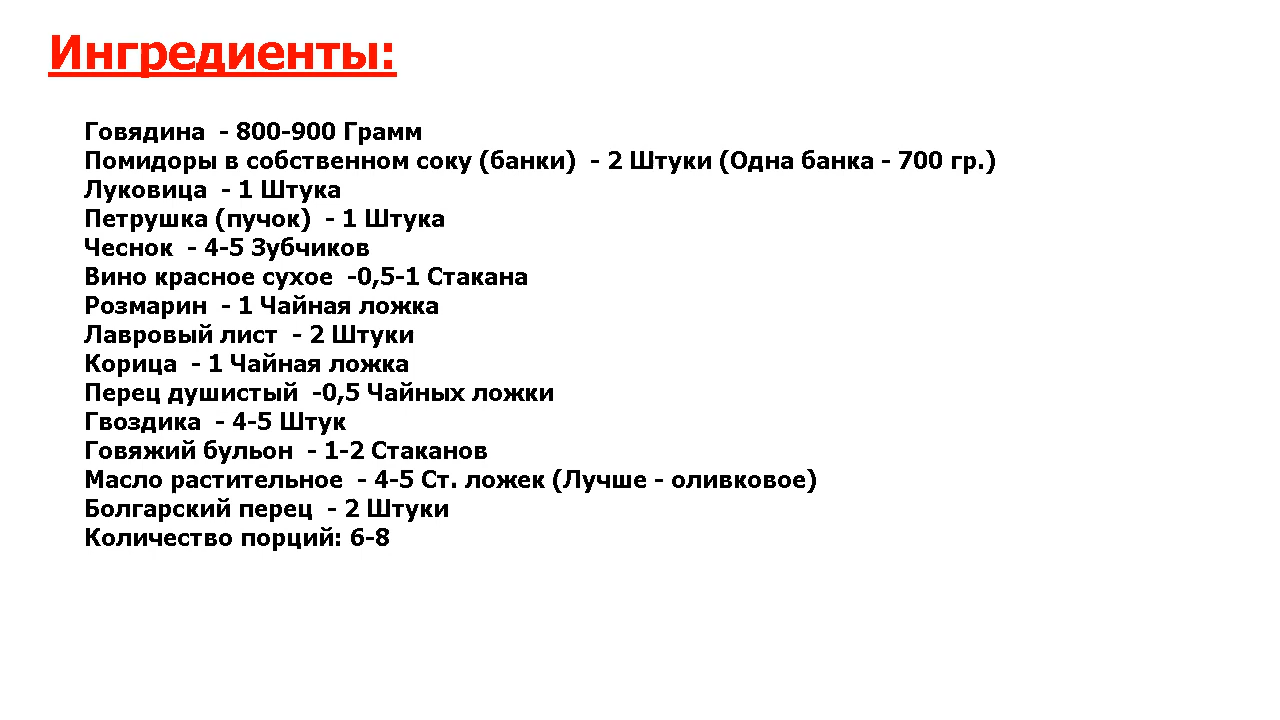 Ингредиенты:
Говядина  - 800-900 Грамм
Помидоры в собственном соку (банки)  - 2 Штуки (Одна банка - 700 гр.)
Луковица  - 1 Штука
Петрушка (пучок)  - 1 Штука
Чеснок  - 4-5 Зубчиков
Вино красное сухое  -0,5-1 Стакана
Розмарин  - 1 Чайная ложка
Лавровый лист  - 2 Штуки
Корица  - 1 Чайная ложка
Перец душистый  -0,5 Чайных ложки
Гвоздика  - 4-5 Штук
Говяжий бульон  - 1-2 Стаканов
Масло растительное  - 4-5 Ст. ложек (Лучше - оливковое)
Болгарский перец  - 2 Штуки
Количество порций: 6-8